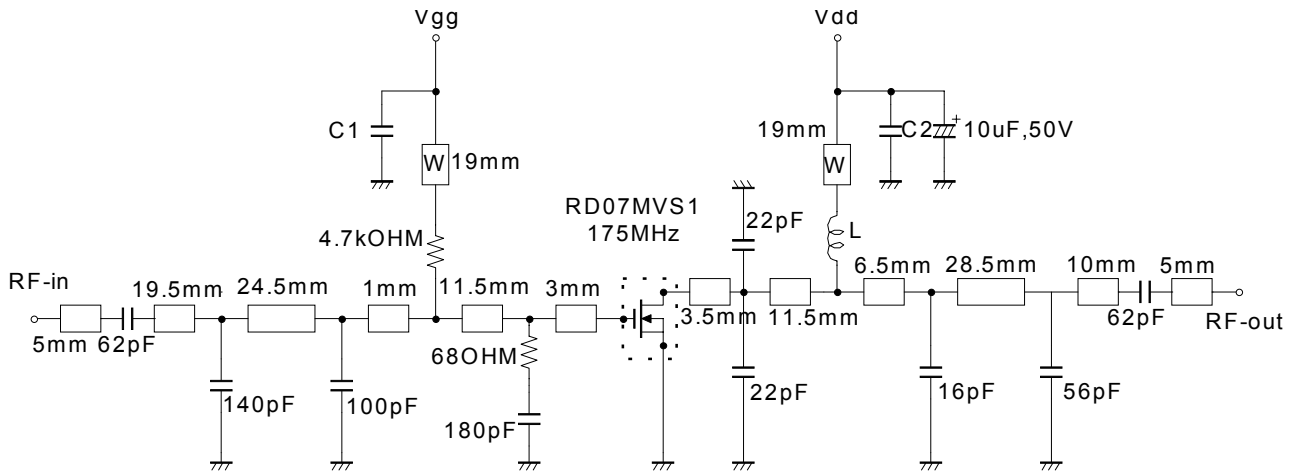 Vgg
Vdd
C1
W
19mm
19mm
W
C2
+
10uF,50V
RD07MVS1
175MHz
22pF
L
4.7kOHM
RF-in
19.5mm
24.5mm
1mm
11.5mm
3mm
3.5mm
11.5mm
6.5mm
28.5mm
10mm
5mm
5mm
62pF
68OHM
62pF
RF-out
140pF
100pF
180pF
22pF
16pF
56pF